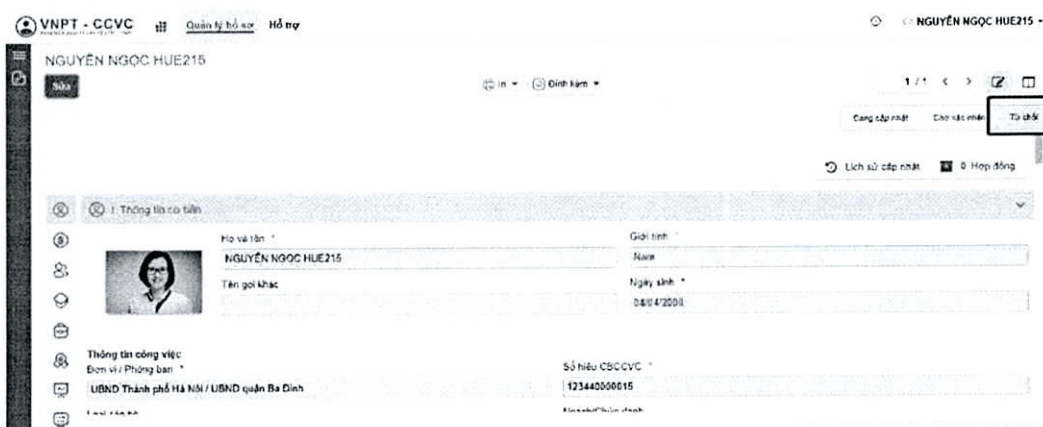 VNPT - CCVC Quản lý hồ sơ Hỗ trợ NGUYỄN NGỌC HUE215
NGUYỄN NGỌC HUE215
Sửa In Đính kèm 1 / 1
Đang cập nhật Chờ xác nhận Từ chối
Lịch sử cập nhật 0 Hợp đồng
I. Thông tin cơ bản
Họ và tên * Giới tính *
NGUYỄN NGỌC HUE215 Nam
Tên gọi khác Ngày sinh *
04/04/2000
Thông tin công việc
Đơn vị / Phòng ban * Số hiệu CBCCVC *
UBND Thành phố Hà Nội / UBND quận Ba Đình 123440000015